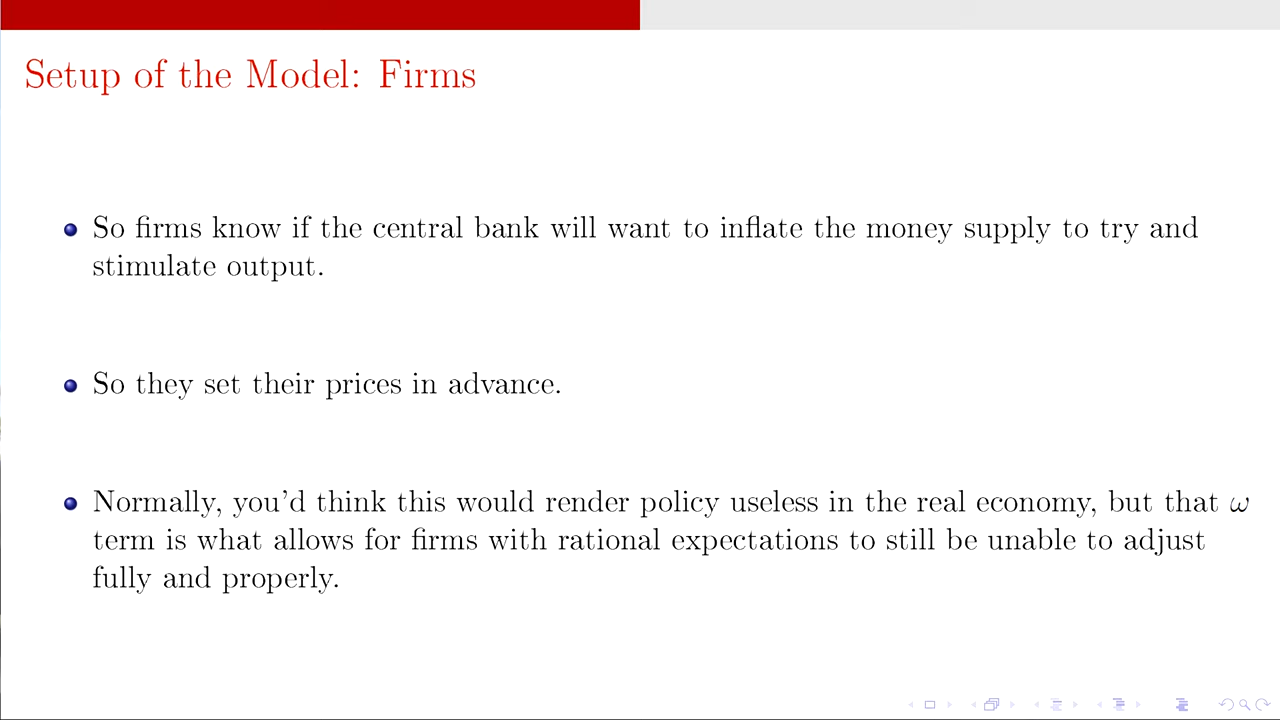 Setup of the Model: Firms
So firms know if the central bank will want to inflate the money supply to try and
stimulate output.
So they set their prices in advance.
Normally, you'd think this would render policy useless in the real economy, but that ω
term is what allows for firms with rational expectations to still be unable to adjust
fully and properly.